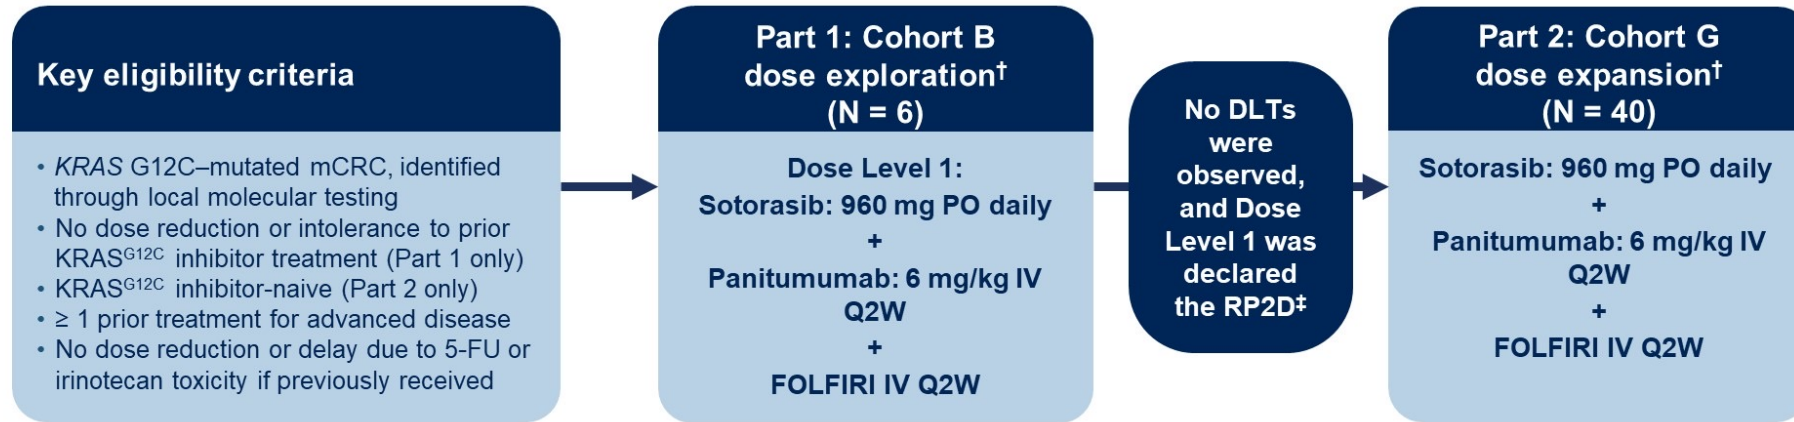 Key eligibility criteria
• KRAS G12C–mutated mCRC, identified
through local molecular testing
• No dose reduction or intolerance to prior
KRASᴳ¹²ᶜ inhibitor treatment (Part 1 only)
• KRASᴳ¹²ᶜ inhibitor-naive (Part 2 only)
• ≥ 1 prior treatment for advanced disease
• No dose reduction or delay due to 5-FU or
irinotecan toxicity if previously received
Part 1: Cohort B
dose exploration†
(N = 6)
Dose Level 1:
Sotorasib: 960 mg PO daily
+
Panitumumab: 6 mg/kg IV
Q2W
+
FOLFIRI IV Q2W
No DLTs
were
observed,
and Dose
Level 1 was
declared
the RP2D‡
Part 2: Cohort G
dose expansion†
(N = 40)
Sotorasib: 960 mg PO daily
+
Panitumumab: 6 mg/kg IV
Q2W
+
FOLFIRI IV Q2W